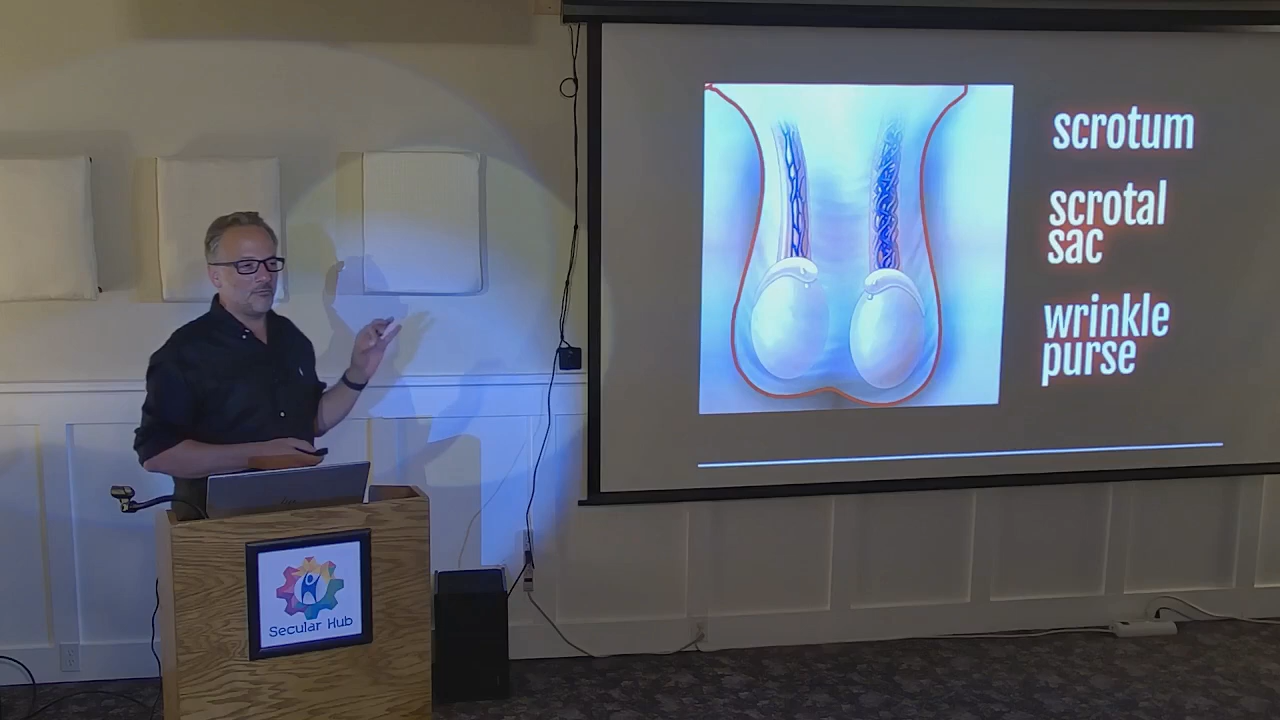 scrotum
scrotal
sac
wrinkle
purse
Secular Hub